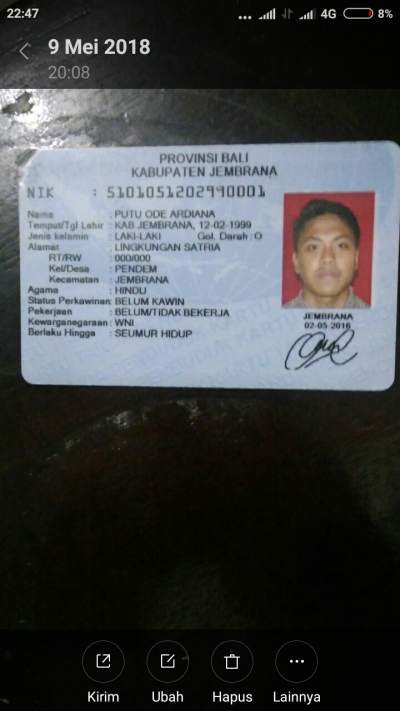 22:47
4G 8%
9 Mei 2018
20:08
PROVINSI BALI
KABUPATEN JEMBRANA
NIK : 5101051202990001
Nama : PUTU ODE ARDIANA
Tempat/Tgl Lahir : KAB JEMBRANA, 12-02-1999
Jenis kelamin : LAKI-LAKI Gol. Darah : O
Alamat : LINGKUNGAN SATRIA
RT/RW : 000/000
Kel/Desa : PENDEM
Kecamatan : JEMBRANA
Agama : HINDU
Status Perkawinan: BELUM KAWIN
Pekerjaan : BELUM/TIDAK BEKERJA
Kewarganegaraan : WNI
Berlaku Hingga : SEUMUR HIDUP
JEMBRANA
02-05-2016
Kirim Ubah Hapus Lainnya